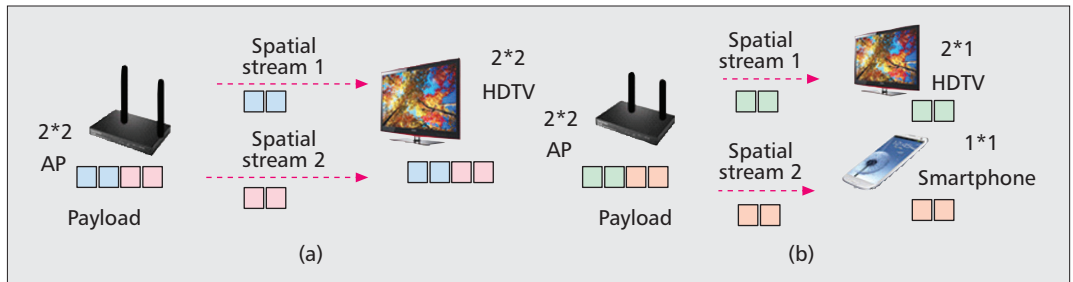 Spatial
stream 1
2*2
HDTV
2*2
AP
Spatial
stream 2
Payload
(a)
Spatial
stream 1
2*1
HDTV
2*2
AP
Spatial
stream 2
1*1
Smartphone
Payload
(b)